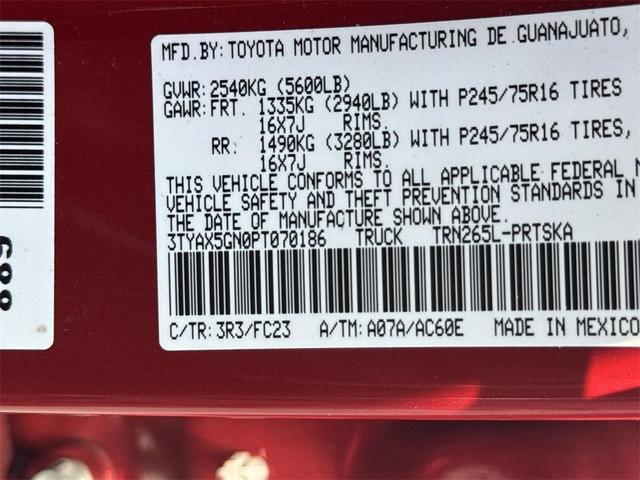 MFD.BY: TOYOTA MOTOR MANUFACTURING DE GUANAJUATO,
GVWR: 2540KG (5600LB)
GAWR: FRT. 1335KG (2940LB) WITH P245/75R16 TIRES
16X7J RIMS.
RR: 1490KG (3280LB) WITH P245/75R16 TIRES,
16X7J RIMS.
THIS VEHICLE CONFORMS TO ALL APPLICABLE FEDERAL M
VEHICLE SAFETY AND THEFT PREVENTION STANDARDS IN
THE DATE OF MANUFACTURE SHOWN ABOVE.
3TYAX5GN0PT070186 TRUCK TRN265L-PRTSKA
C/TR: 3R3/FC23 A/TM: A07A/AC60E MADE IN MEXICO